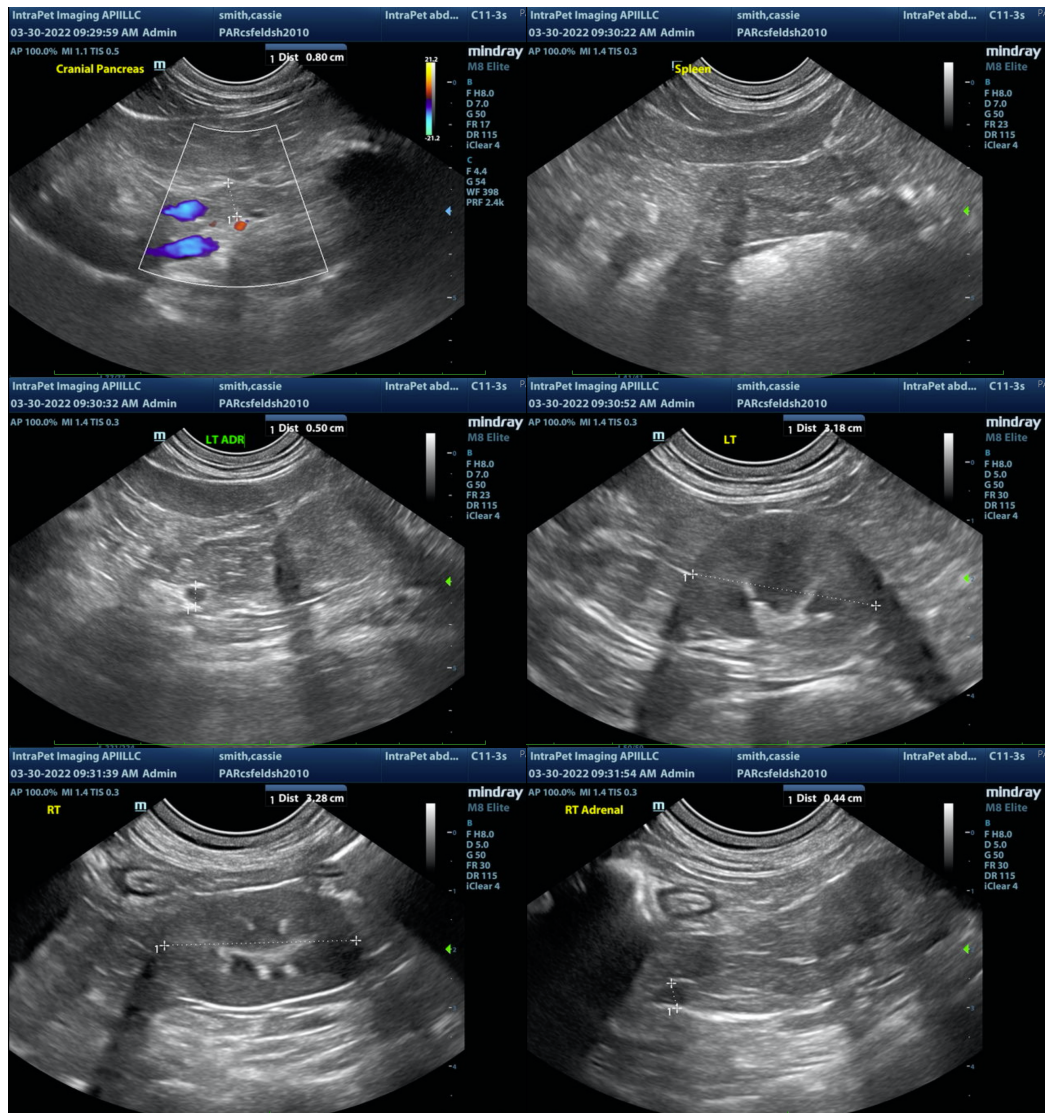 IntraPet Imaging APIILLC smith,cassie IntraPet abd... C11-3s
03-30-2022 09:29:59 AM Admin PARcsfeldsh2010
AP 100.0% MI 1.1 TIS 0.5
1 Dist 0.80 cm
mindray
M8 Elite
Cranial Pancreas
m
21.2
-21.2
B
F H8.0
D 7.0
G 50
FR 17
DR 115
iClear 4
C
F 4.4
G 54
WF 398
PRF 2.4k
1
IntraPet Imaging APIILLC smith,cassie IntraPet abd... C11-3s
03-30-2022 09:30:22 AM Admin PARcsfeldsh2010
AP 100.0% MI 1.4 TIS 0.3
mindray
M8 Elite
Spleen
B
F H8.0
D 7.0
G 50
FR 23
DR 115
iClear 4
IntraPet Imaging APIILLC smith,cassie IntraPet abd... C11-3s
03-30-2022 09:30:32 AM Admin PARcsfeldsh2010
AP 100.0% MI 1.4 TIS 0.3
1 Dist 0.50 cm
mindray
M8 Elite
m
LT ADR
B
F H8.0
D 7.0
G 50
FR 23
DR 115
iClear 4
1
IntraPet Imaging APIILLC smith,cassie IntraPet abd... C11-3s
03-30-2022 09:30:52 AM Admin PARcsfeldsh2010
AP 100.0% MI 1.4 TIS 0.3
1 Dist 3.18 cm
mindray
M8 Elite
m
LT
B
F H8.0
D 5.0
G 50
FR 30
DR 115
iClear 4
1
IntraPet Imaging APIILLC smith,cassie IntraPet abd... C11-3s
03-30-2022 09:31:39 AM Admin PARcsfeldsh2010
AP 100.0% MI 1.4 TIS 0.3
1 Dist 3.28 cm
mindray
M8 Elite
RT
m
B
F H8.0
D 5.0
G 50
FR 30
DR 115
iClear 4
1
IntraPet Imaging APIILLC smith,cassie IntraPet abd... C11-3s
03-30-2022 09:31:54 AM Admin PARcsfeldsh2010
AP 100.0% MI 1.4 TIS 0.3
1 Dist 0.44 cm
mindray
M8 Elite
RT Adrenal
m
B
F H8.0
D 5.0
G 50
FR 30
DR 115
iClear 4
1